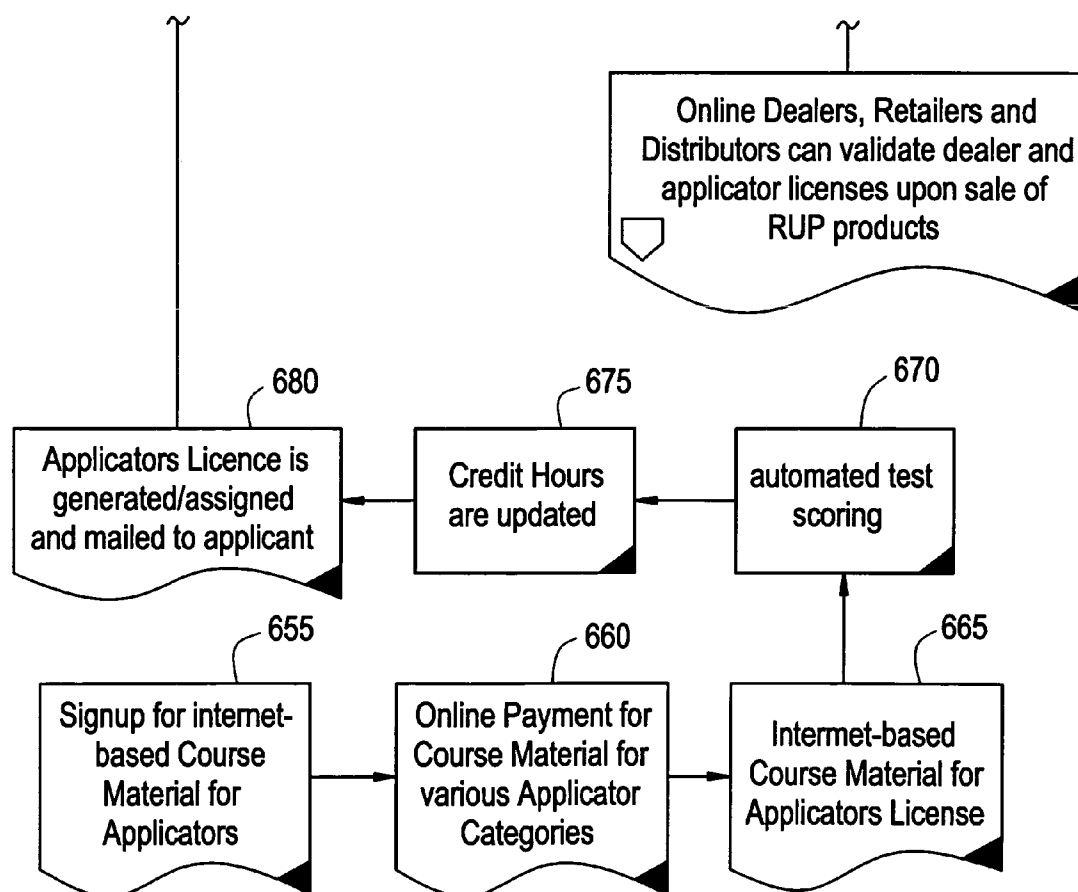 Online Dealers, Retailers and
Distributors can validate dealer and
applicator licenses upon sale of
RUP products
680
Applicators Licence is
generated/assigned
and mailed to applicant
675
Credit Hours
are updated
670
automated test
scoring
655
Signup for internet-
based Course
Material for
Applicators
660
Online Payment for
Course Material for
various Applicator
Categories
665
Intermet-based
Course Material for
Applicators License